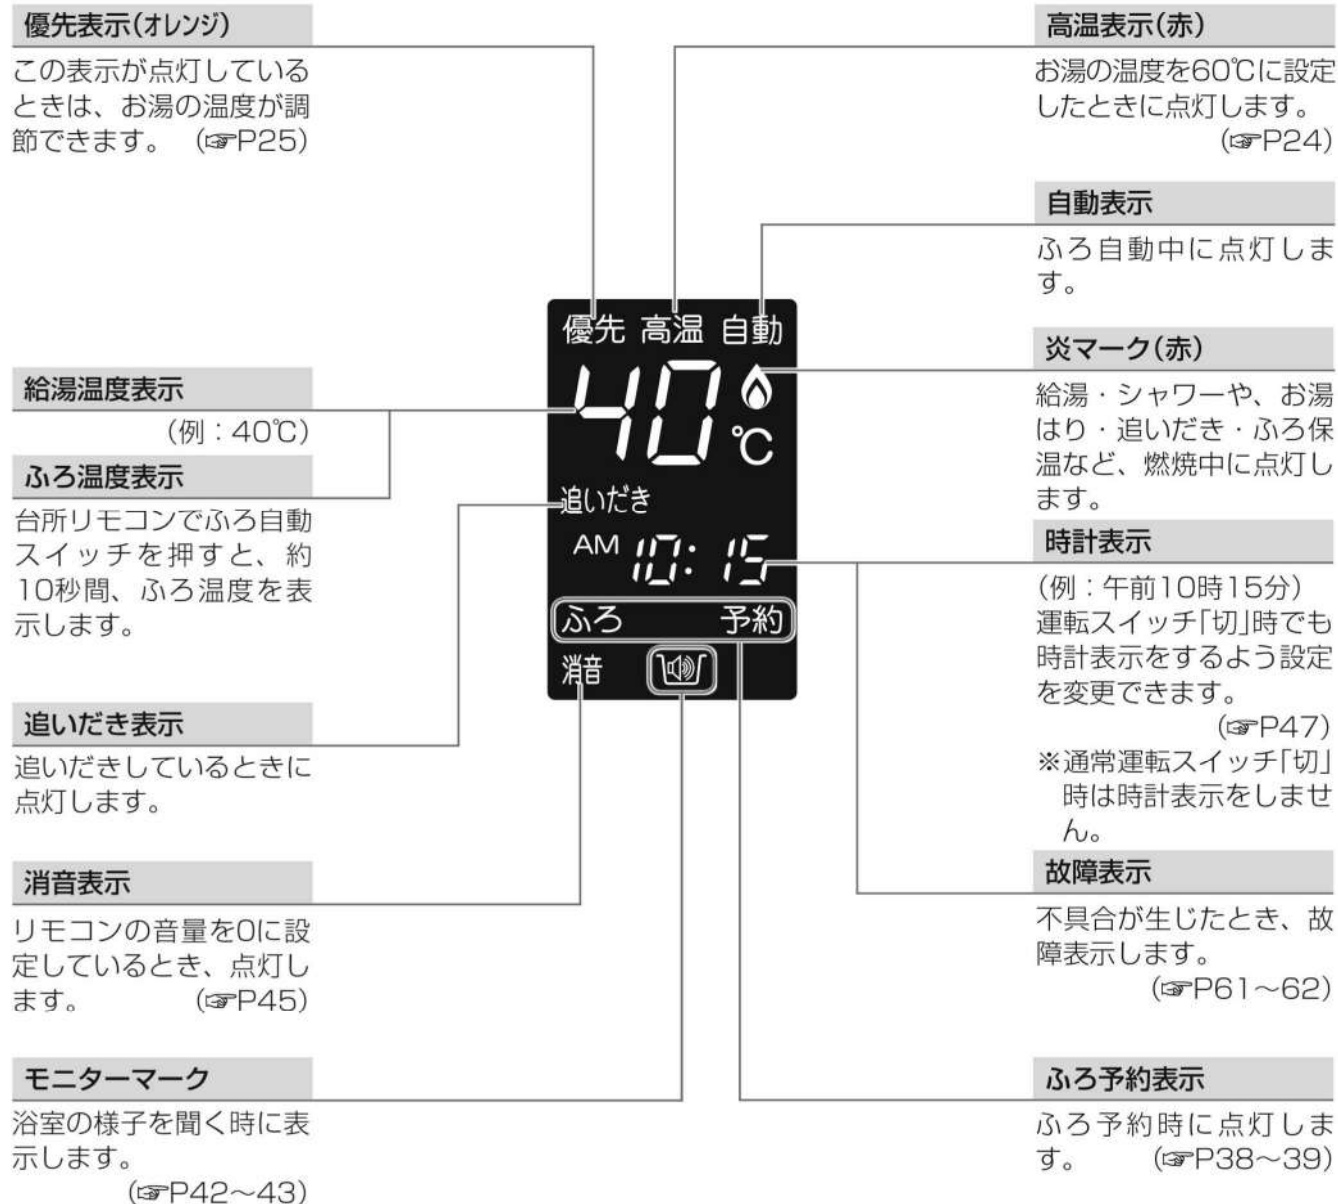 優先表示(オレンジ)
この表示が点灯している
ときは、お湯の温度が調
節できます。 (☞P25)
給湯温度表示
(例：40℃)
ふろ温度表示
台所リモコンでふろ自動
スイッチを押すと、約
10秒間、ふろ温度を表
示します。
追いだき表示
追いだきしているときに
点灯します。
消音表示
リモコンの音量を0に設
定しているとき、点灯し
ます。 (☞P45)
モニターマーク
浴室の様子を聞く時に表
示します。
(☞P42～43)
優先 高温 自動
40℃
追いだき
AM 10:15
ふろ 予約
消音
高温表示(赤)
お湯の温度を60℃に設定
したときに点灯します。
(☞P24)
自動表示
ふろ自動中に点灯しま
す。
炎マーク(赤)
給湯・シャワーや、お湯
はり・追いだき・ふろ保
温など、燃焼中に点灯し
ます。
時計表示
(例：午前10時15分)
運転スイッチ「切」時でも
時計表示をするよう設定
を変更できます。
(☞P47)
※通常運転スイッチ「切」
時は時計表示をしませ
ん。
故障表示
不具合が生じたとき、故
障表示します。
(☞P61～62)
ふろ予約表示
ふろ予約時に点灯しま
す。 (☞P38～39)